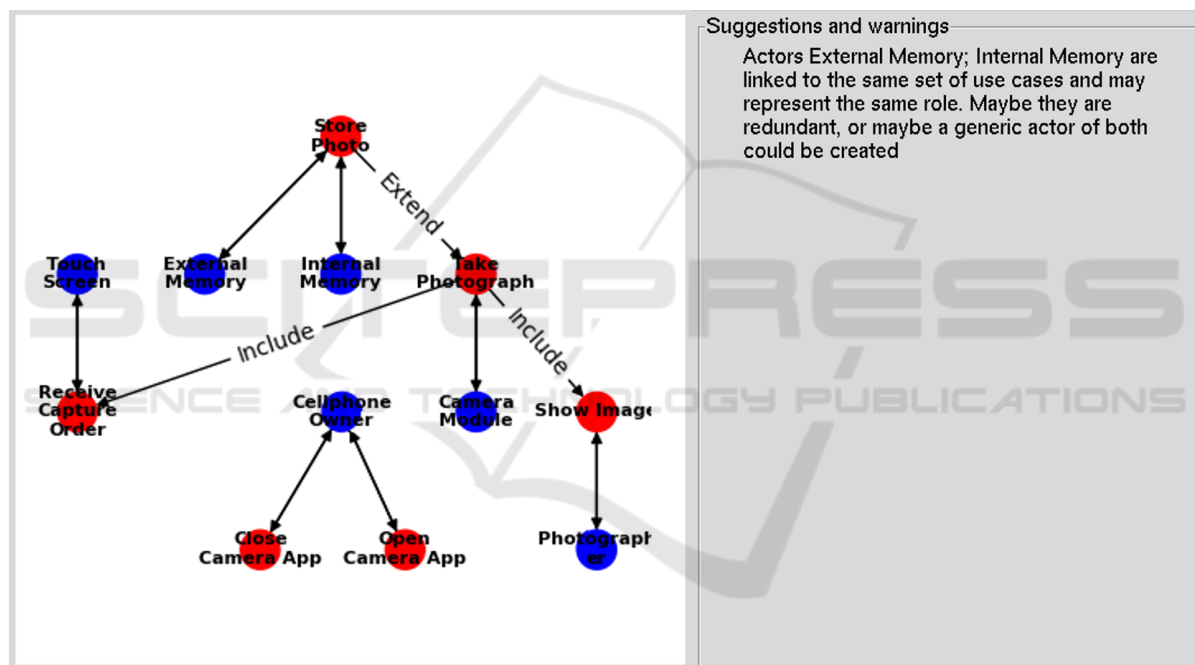 Suggestions and warnings
Actors External Memory; Internal Memory are
linked to the same set of use cases and may
represent the same role. Maybe they are
redundant, or maybe a generic actor of both
could be created
Store
Photo
Extend
Touch
Screen
External
Memory
Internal
Memory
Take
Photograph
Include
Include
Receive
Capture
Order
Cellphone
Owner
Camera
Module
Show Image
Close
Camera App
Open
Camera App
Photograph
er
SCITEPRESS
SCIENCE AND TECHNOLOGY PUBLICATIONS